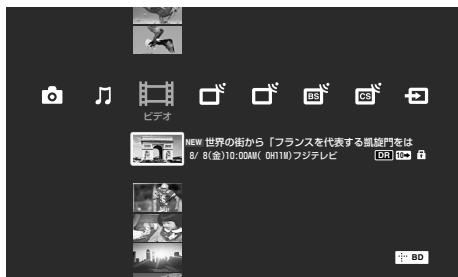 BS
CS
ビデオ
NEW 世界の街から「フランスを代表する凱旋門をは
8/ 8(金)10:00AM( 0H11M)フジテレビ DR 10
BD